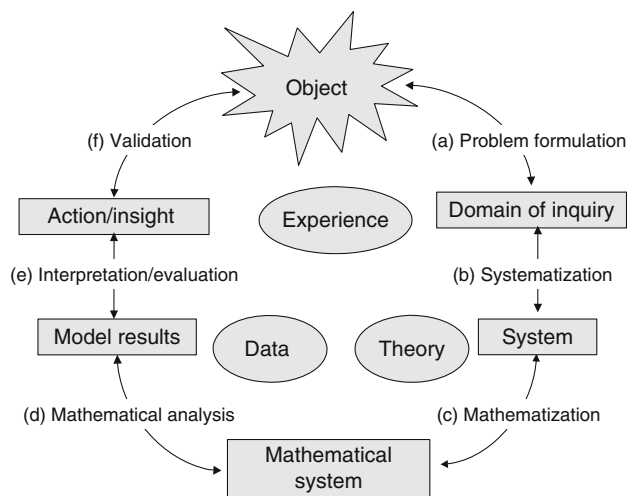 Object
(f) Validation
(a) Problem formulation
Action/insight
Experience
Domain of inquiry
(e) Interpretation/evaluation
(b) Systematization
Model results
Data
Theory
System
(d) Mathematical analysis
(c) Mathematization
Mathematical
system